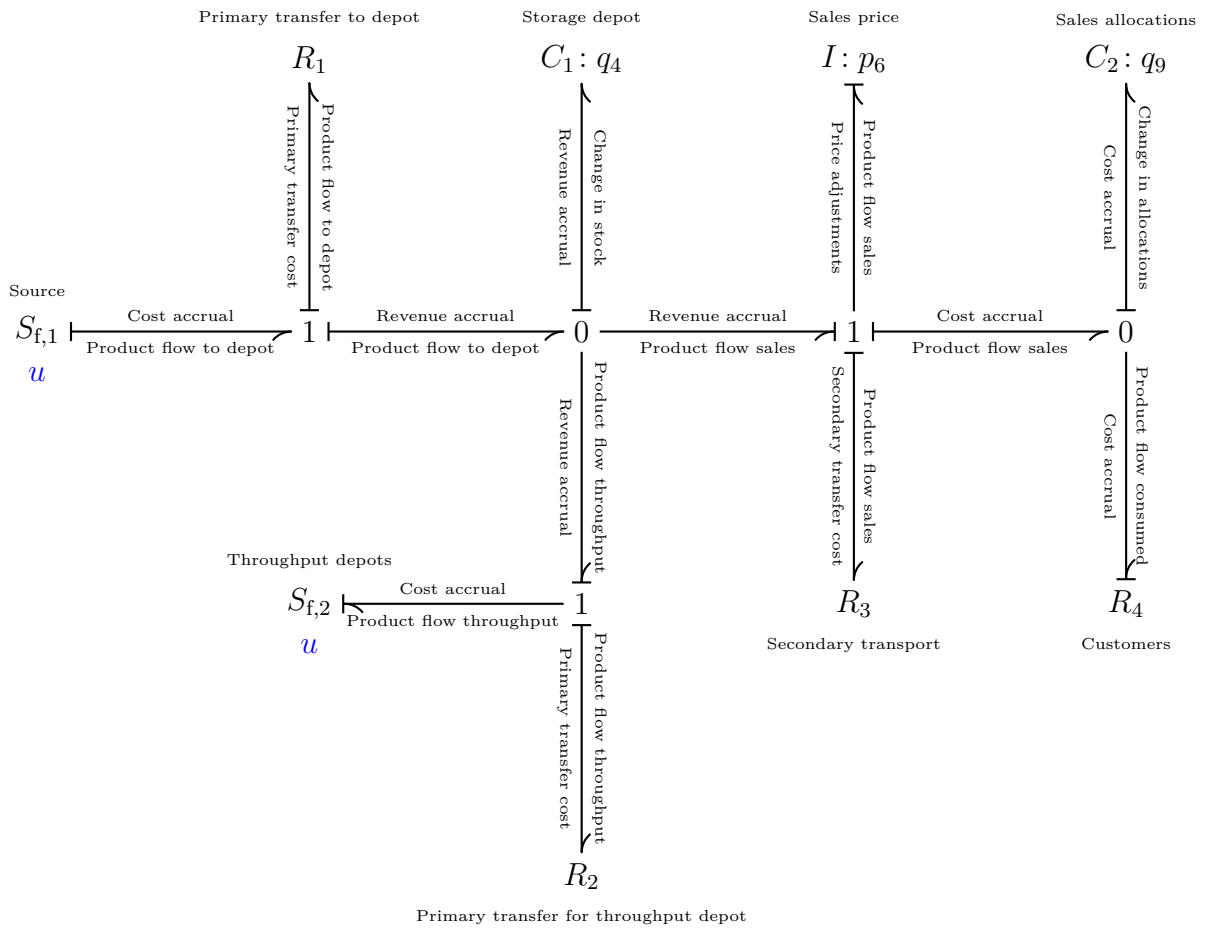 Primary transfer to depot
Storage depot
Sales price
Sales allocations
R₁
C₁: q₄
I: p₆
C₂: q₉
Primary transfer cost
Product flow to depot
Revenue accrual
Change in stock
Price adjustments
Product flow sales
Cost accrual
Change in allocations
Source
S_f,1
u
Cost accrual
Product flow to depot
1
Revenue accrual
Product flow to depot
0
Revenue accrual
Product flow sales
1
Cost accrual
Product flow sales
0
Revenue accrual
Product flow throughput
Secondary transfer cost
Product flow sales
Cost accrual
Product flow consumed
Throughput depots
S_f,2
u
Cost accrual
Product flow throughput
1
R₃
Secondary transport
R₄
Customers
Primary transfer cost
Product flow throughput
R₂
Primary transfer for throughput depot